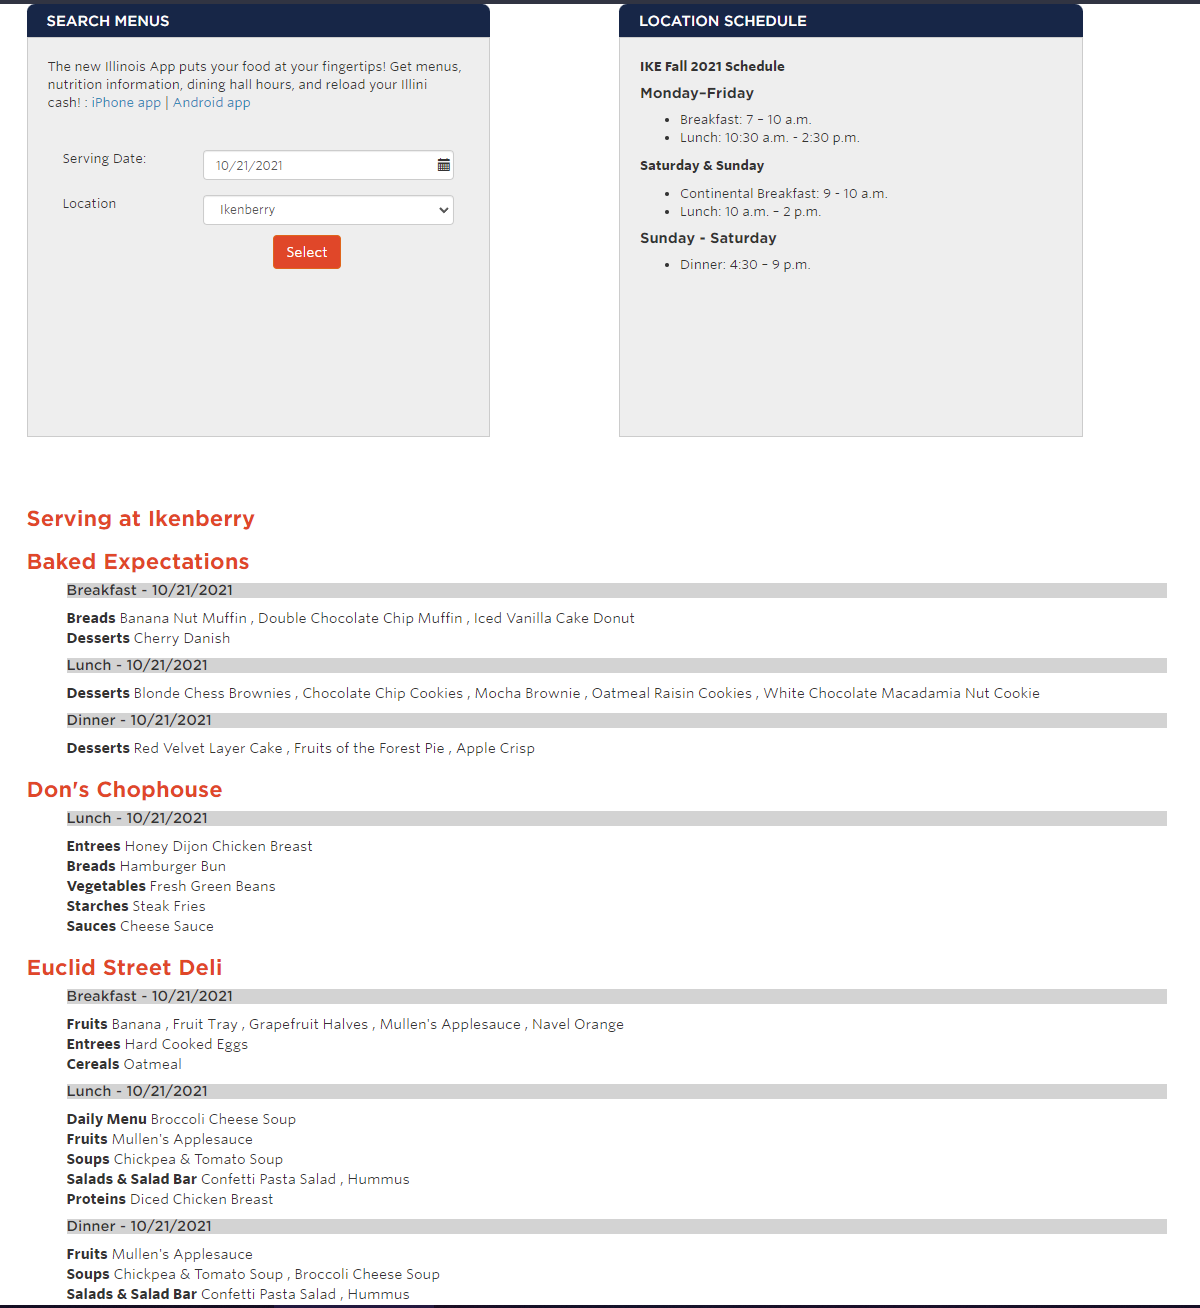 SEARCH MENUS
The new Illinois App puts your food at your fingertips! Get menus,
nutrition information, dining hall hours, and reload your Illini
cash! : iPhone app | Android app
Serving Date:
10/21/2021
Location
Ikenberry
Select
LOCATION SCHEDULE
IKE Fall 2021 Schedule
Monday–Friday
• Breakfast: 7 – 10 a.m.
• Lunch: 10:30 a.m. - 2:30 p.m.
Saturday & Sunday
• Continental Breakfast: 9 - 10 a.m.
• Lunch: 10 a.m. – 2 p.m.
Sunday - Saturday
• Dinner: 4:30 – 9 p.m.
Serving at Ikenberry
Baked Expectations
Breakfast - 10/21/2021
Breads Banana Nut Muffin , Double Chocolate Chip Muffin , Iced Vanilla Cake Donut
Desserts Cherry Danish
Lunch - 10/21/2021
Desserts Blonde Chess Brownies , Chocolate Chip Cookies , Mocha Brownie , Oatmeal Raisin Cookies , White Chocolate Macadamia Nut Cookie
Dinner - 10/21/2021
Desserts Red Velvet Layer Cake , Fruits of the Forest Pie , Apple Crisp
Don's Chophouse
Lunch - 10/21/2021
Entrees Honey Dijon Chicken Breast
Breads Hamburger Bun
Vegetables Fresh Green Beans
Starches Steak Fries
Sauces Cheese Sauce
Euclid Street Deli
Breakfast - 10/21/2021
Fruits Banana , Fruit Tray , Grapefruit Halves , Mullen's Applesauce , Navel Orange
Entrees Hard Cooked Eggs
Cereals Oatmeal
Lunch - 10/21/2021
Daily Menu Broccoli Cheese Soup
Fruits Mullen's Applesauce
Soups Chickpea & Tomato Soup
Salads & Salad Bar Confetti Pasta Salad , Hummus
Proteins Diced Chicken Breast
Dinner - 10/21/2021
Fruits Mullen's Applesauce
Soups Chickpea & Tomato Soup , Broccoli Cheese Soup
Salads & Salad Bar Confetti Pasta Salad , Hummus